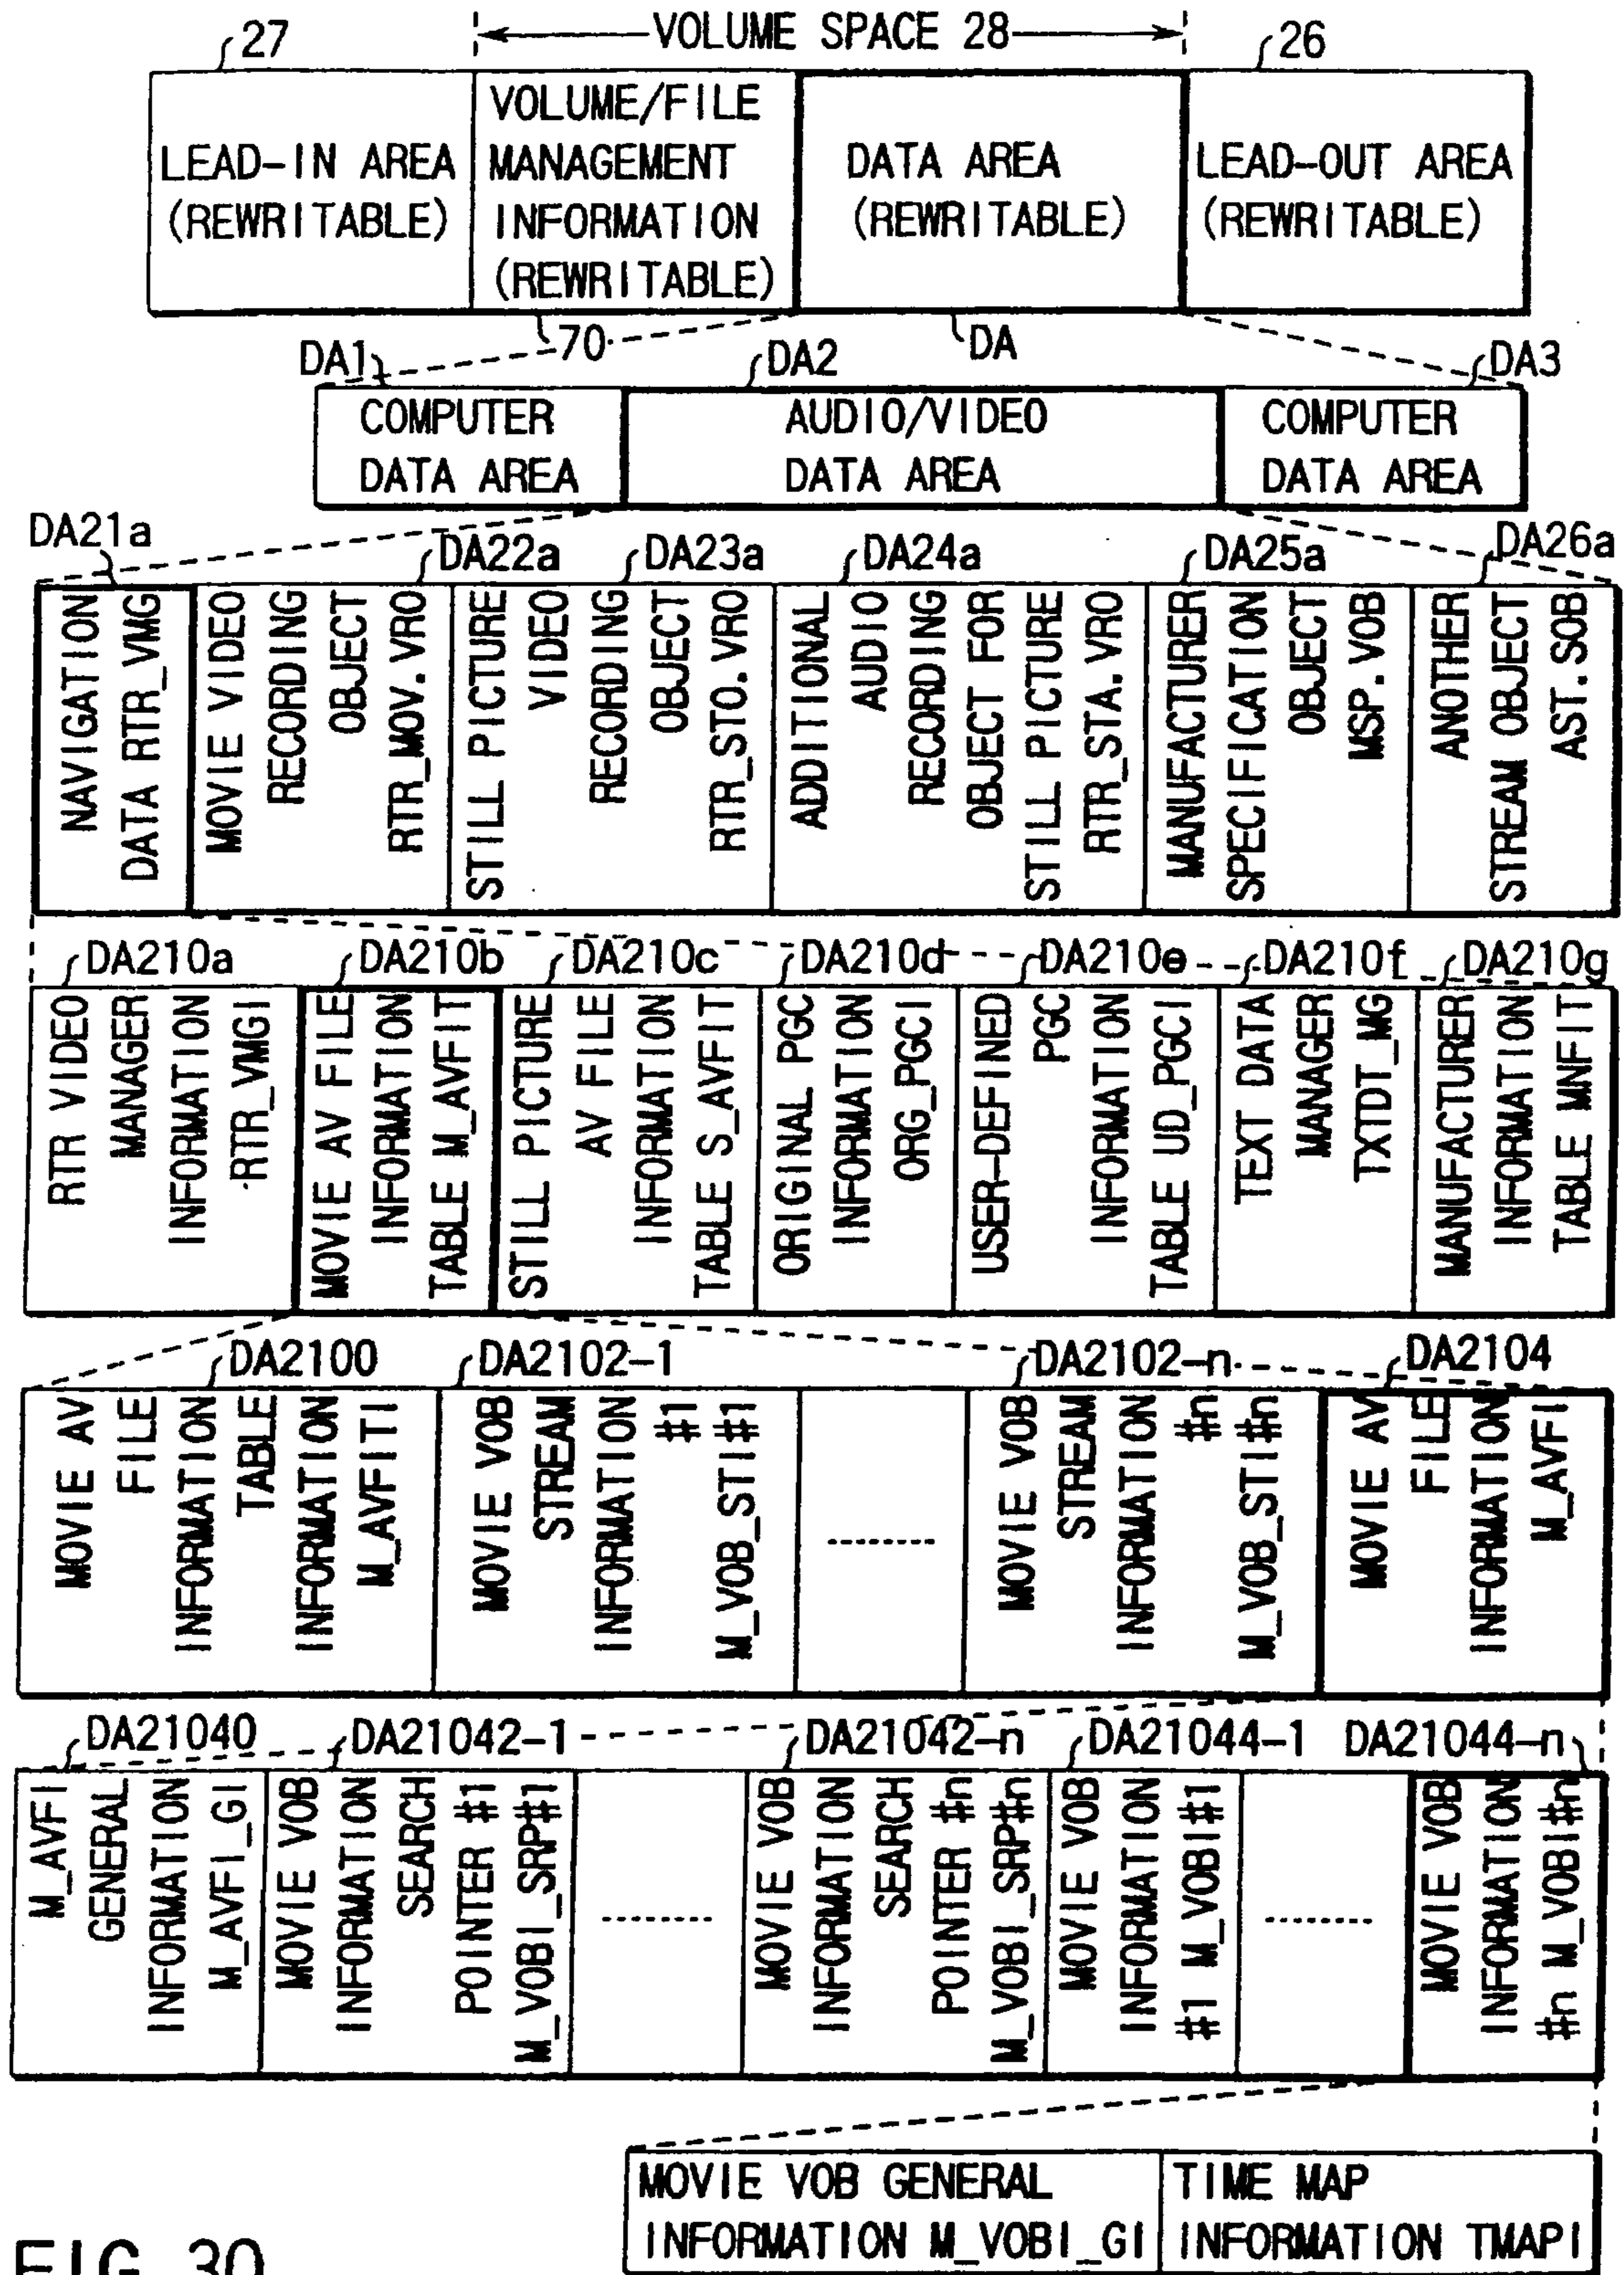 27
VOLUME SPACE 28
26
LEAD-IN AREA
(REWRITABLE)
VOLUME/FILE
MANAGEMENT
INFORMATION
(REWRITABLE)
DATA AREA
(REWRITABLE)
LEAD-OUT AREA
(REWRITABLE)
70
DA
DA1
DA2
DA3
COMPUTER
DATA AREA
AUDIO/VIDEO
DATA AREA
COMPUTER
DATA AREA
DA21a
DA22a
DA23a
DA24a
DA25a
DA26a
NAVIGATION
DATA RTR_VMG
MOVIE VIDEO
RECORDING
OBJECT
RTR_MOV.VRO
STILL PICTURE
VIDEO
RECORDING
OBJECT
RTR_STO.VRO
ADDITIONAL
AUDIO
RECORDING
OBJECT FOR
STILL PICTURE
RTR_STA.VRO
MANUFACTURER
SPECIFICATION
OBJECT
MSP.VOB
ANOTHER
STREAM OBJECT
AST.SOB
DA210a
DA210b
DA210c
DA210d
DA210e
DA210f
DA210g
RTR VIDEO
MANAGER
INFORMATION
RTR_VMGI
MOVIE AV FILE
INFORMATION
TABLE M_AVFIT
STILL PICTURE
AV FILE
INFORMATION
TABLE S_AVFIT
ORIGINAL PGC
INFORMATION
ORG_PGCI
USER-DEFINED
PGC
INFORMATION
TABLE UD_PGCI
TEXT DATA
MANAGER
TXTDT_MG
MANUFACTURER
INFORMATION
TABLE MNFIT
DA2100
DA2102-1
DA2102-n
DA2104
MOVIE AV
FILE
INFORMATION
TABLE
INFORMATION
M_AVFITI
MOVIE VOB
STREAM
INFORMATION
#1
M_VOB_STI#1
MOVIE VOB
STREAM
INFORMATION
#n
M_VOB_STI#n
MOVIE AV
FILE
INFORMATION
M_AVFI
DA21040
DA21042-1
DA21042-n
DA21044-1
DA21044-n
M_AVFI
GENERAL
INFORMATION
M_AVFI_GI
MOVIE VOB
INFORMATION
SEARCH
POINTER #1
M_VOBI_SRP#1
MOVIE VOB
INFORMATION
SEARCH
POINTER #n
M_VOBI_SRP#n
MOVIE VOB
INFORMATION
#1 M_VOBI#1
MOVIE VOB
INFORMATION
#n M_VOBI#n
MOVIE VOB GENERAL
INFORMATION M_VOBI_GI
TIME MAP
INFORMATION TMAPI
FIG. 30